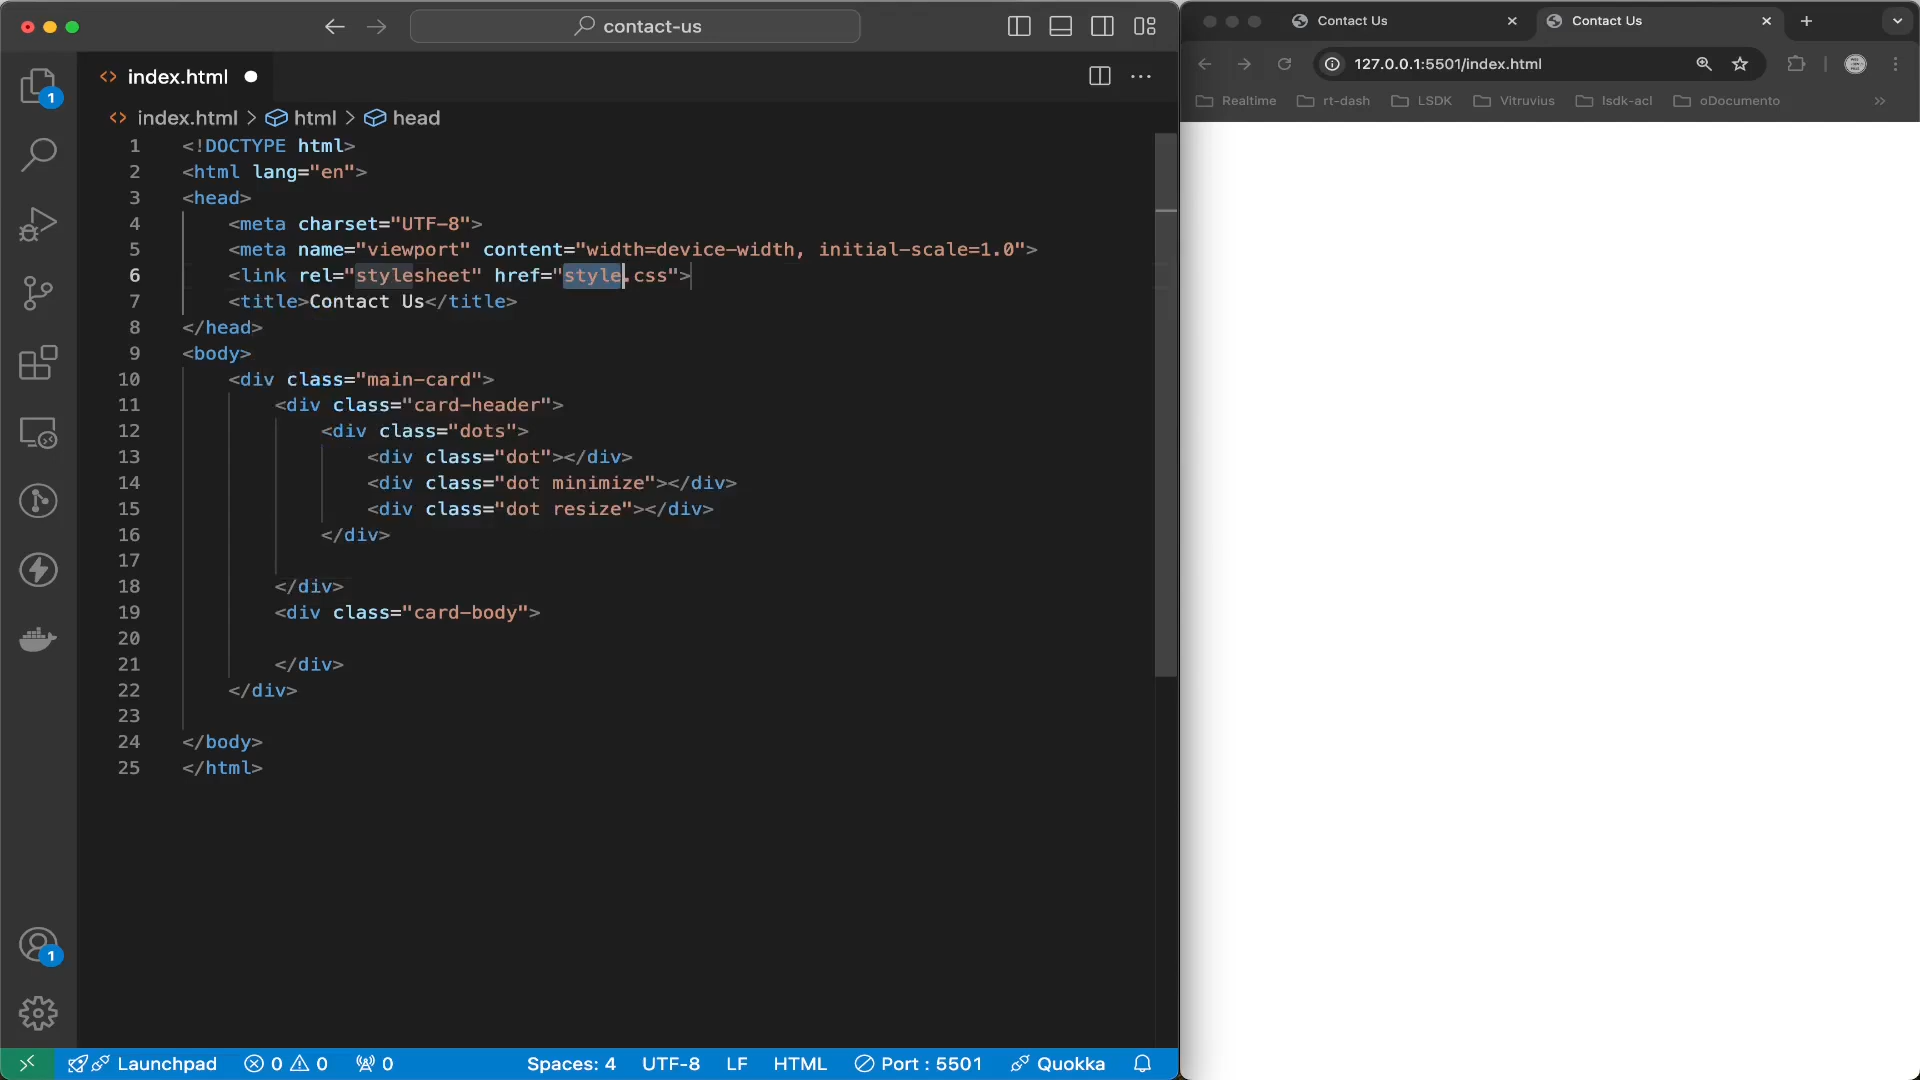 contact-us
index.html
index.html > html > head
1 <!DOCTYPE html>
2 <html lang="en">
3 <head>
4 <meta charset="UTF-8">
5 <meta name="viewport" content="width=device-width, initial-scale=1.0">
6 <link rel="stylesheet" href="style.css">
7 <title>Contact Us</title>
8 </head>
9 <body>
10 <div class="main-card">
11 <div class="card-header">
12 <div class="dots">
13 <div class="dot"></div>
14 <div class="dot minimize"></div>
15 <div class="dot resize"></div>
16 </div>
17
18 </div>
19 <div class="card-body">
20
21 </div>
22 </div>
23
24 </body>
25 </html>
1
1
Launchpad 0 0 0 Spaces: 4 UTF-8 LF HTML Port : 5501 Quokka
Contact Us Contact Us
127.0.0.1:5501/index.html
Realtime rt-dash LSDK Vitruvius lsdk-acl oDocumento